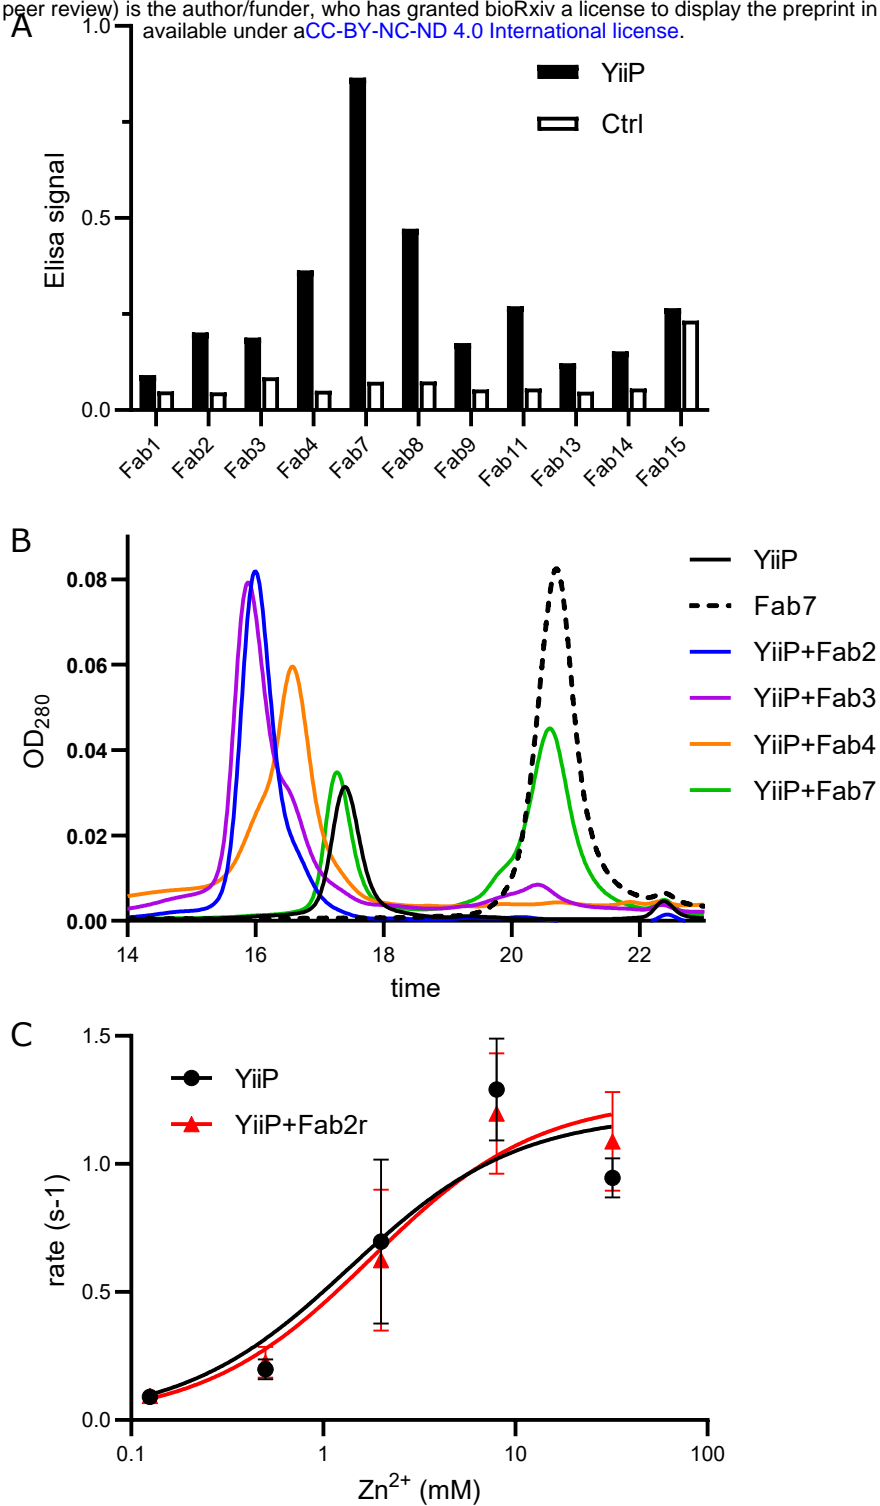 peer review) is the author/funder, who has granted bioRxiv a license to display the preprint in
available under aCC-BY-NC-ND 4.0 International license.
A
1.0
0.5
0.0
Elisa signal
YiiP
Ctrl
Fab1
Fab2
Fab3
Fab4
Fab7
Fab8
Fab9
Fab11
Fab13
Fab14
Fab15
B
0.08
0.06
0.04
0.02
0.00
OD280
14
16
18
20
22
time
YiiP
Fab7
YiiP+Fab2
YiiP+Fab3
YiiP+Fab4
YiiP+Fab7
C
1.5
1.0
0.5
0.0
rate (s-1)
YiiP
YiiP+Fab2r
0.1
1
10
100
Zn2+ (mM)